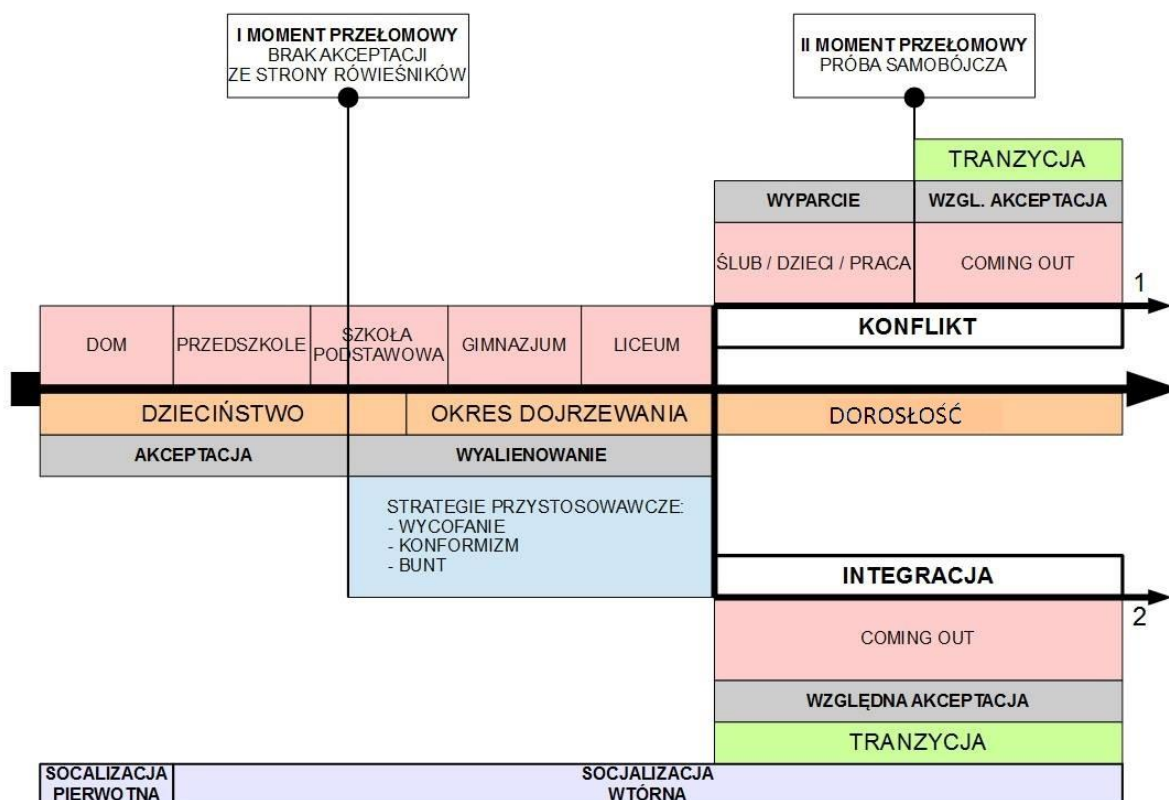 I MOMENT PRZEŁOMOWY
BRAK AKCEPTACJI
ZE STRONY RÓWIEŚNIKÓW
II MOMENT PRZEŁOMOWY
PRÓBA SAMOBÓJCZA
TRANZYCJA
WYPARCIE
WZGL. AKCEPTACJA
ŚLUB / DZIECI / PRACA
COMING OUT
1
KONFLIKT
DOM
PRZEDSZKOLE
SZKOŁA
PODSTAWOWA
GIMNAZJUM
LICEUM
DZIECIŃSTWO
OKRES DOJRZEWANIA
DOROSŁOŚĆ
AKCEPTACJA
WYALIENOWANIE
STRATEGIE PRZYSTOSOWAWCZE:
- WYCOFANIE
- KONFORMIZM
- BUNT
INTEGRACJA
2
COMING OUT
WZGLĘDNA AKCEPTACJA
TRANZYCJA
SOCALIZACJA
PIERWOTNA
SOCJALIZACJA
WTÓRNA